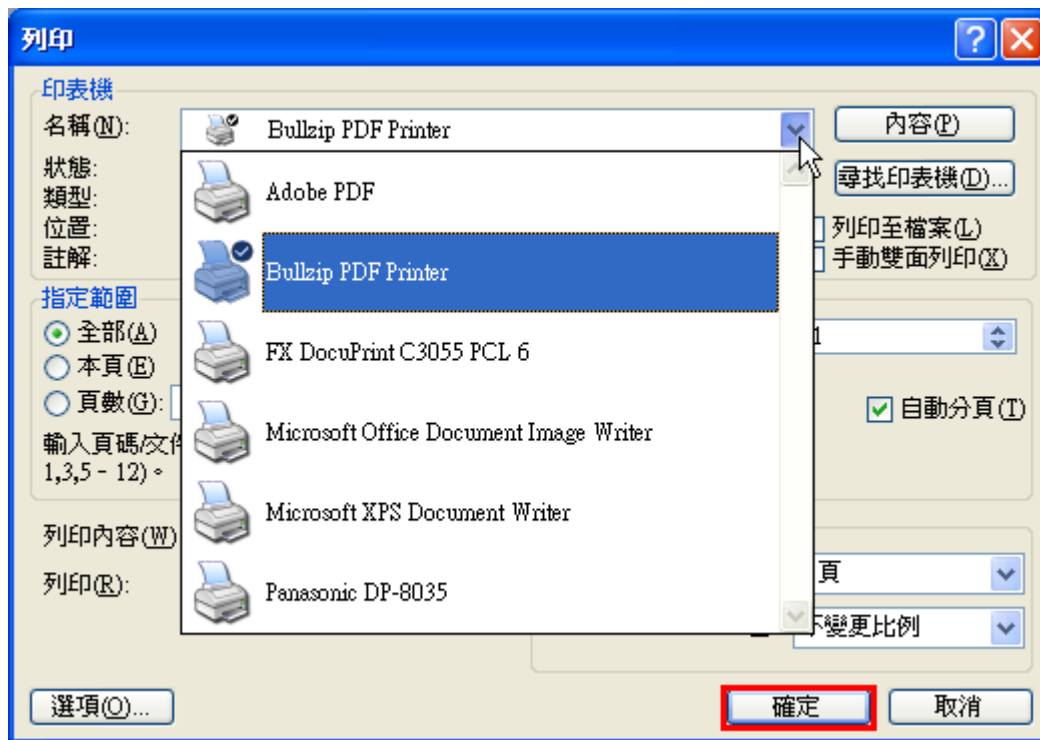 列印
印表機
名稱(N):
Bullzip PDF Printer
內容(P)
狀態:
尋找印表機(D)...
類型:
位置:
列印至檔案(L)
註解:
手動雙面列印(X)
Adobe PDF
Bullzip PDF Printer
FX DocuPrint C3055 PCL 6
Microsoft Office Document Image Writer
Microsoft XPS Document Writer
Panasonic DP-8035
指定範圍
全部(A)
本頁(E)
頁數(G):
輸入頁碼/文件
1,3,5 - 12)。
1
自動分頁(T)
列印內容(W)
列印(R):
頁
不變更比例
選項(O)...
確定
取消